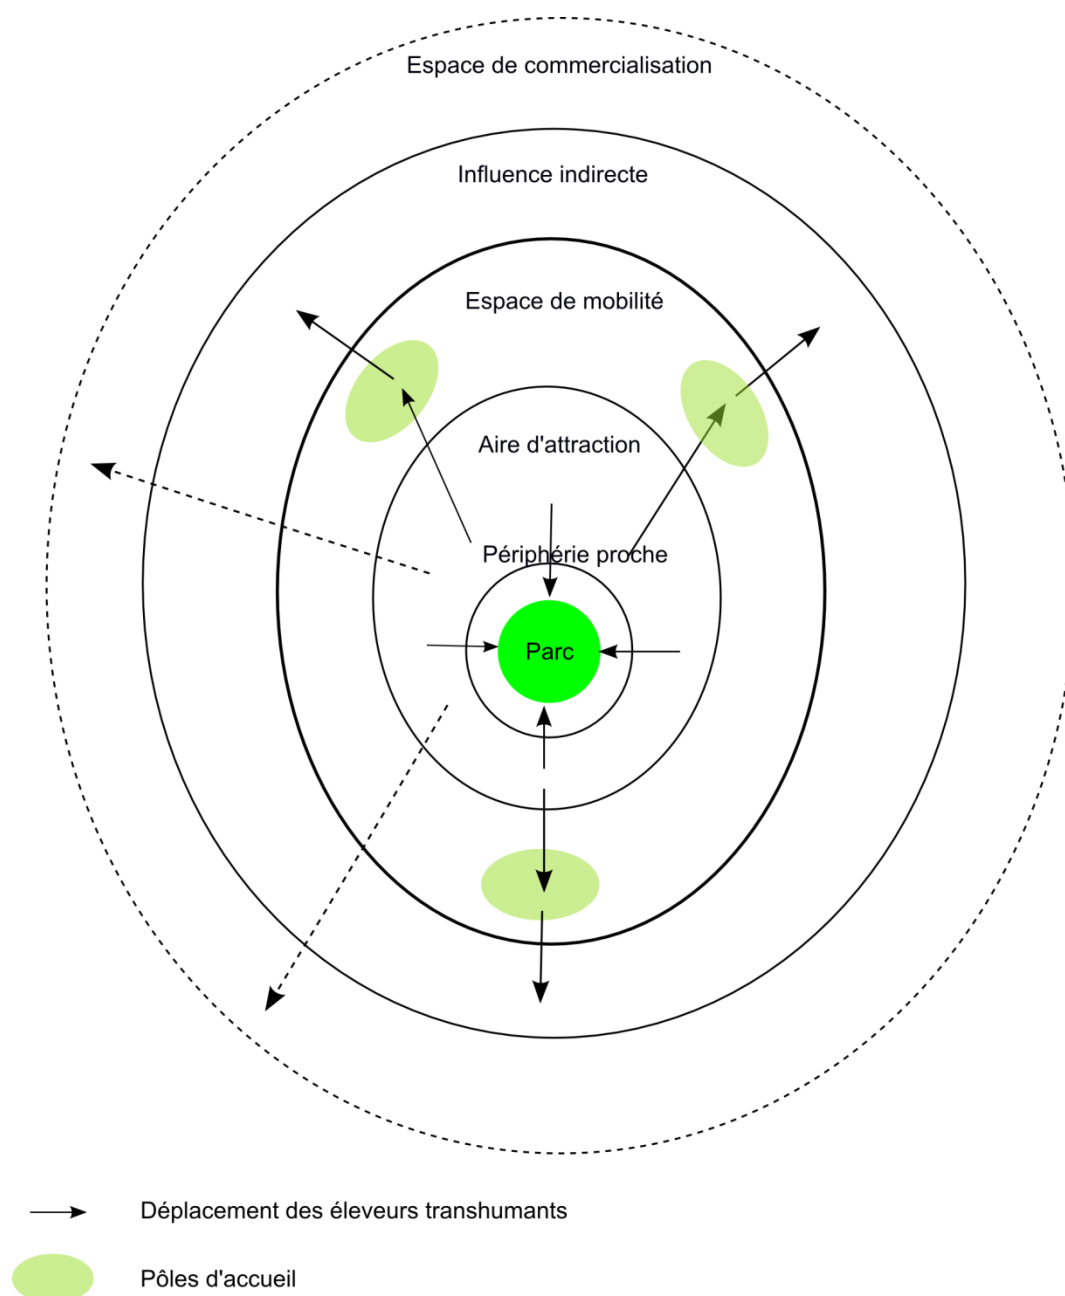 Espace de commercialisation
Influence indirecte
Espace de mobilité
Aire d'attraction
Périphérie proche
Parc
Déplacement des éleveurs transhumants
Pôles d'accueil